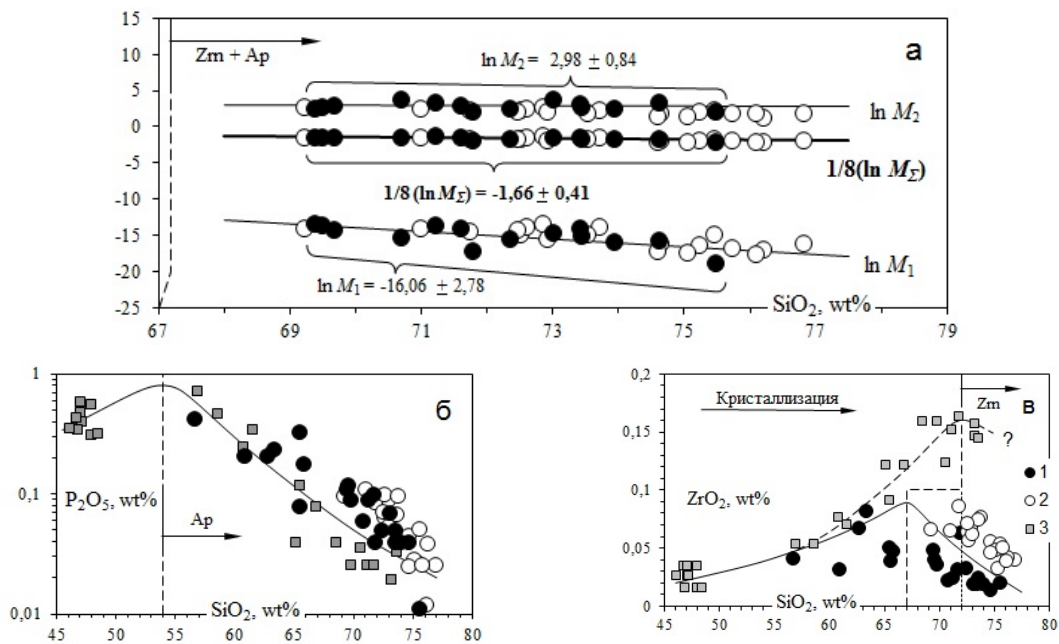 15
10
5
0
-5
-10
-15
-20
-25
Zrn + Ap
ln M2 = 2,98 ± 0,84
а
ln M2
1/8(ln MΣ)
1/8 (ln MΣ) = -1,66 ± 0,41
ln M1
ln M1 = -16,06 ± 2,78
SiO2, wt%
67 69 71 73 75 77 79
1
0,1
0,01
б
P2O5, wt%
Ap
SiO2, wt%
45 50 55 60 65 70 75 80
0,2
0,15
0,1
0,05
0
Кристаллизация
Zrn
в
?
ZrO2, wt%
1
2
3
SiO2, wt%
45 50 55 60 65 70 75 80